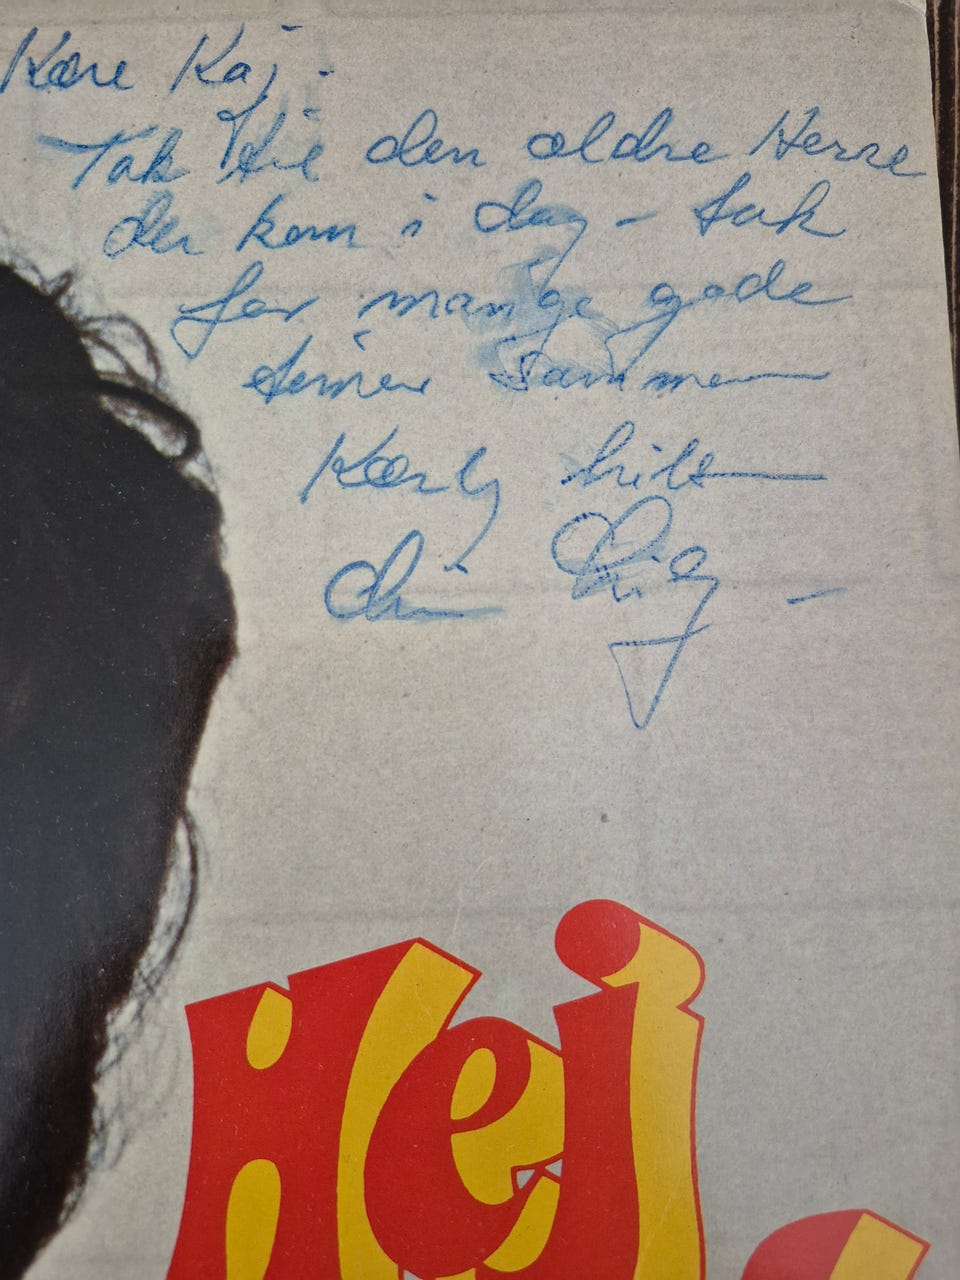 Kære Kaj.
Tak til den ældre Herre
der kom i dag - tak
for mange gode
timer sammen
Kærlig hilsen
din
Hej